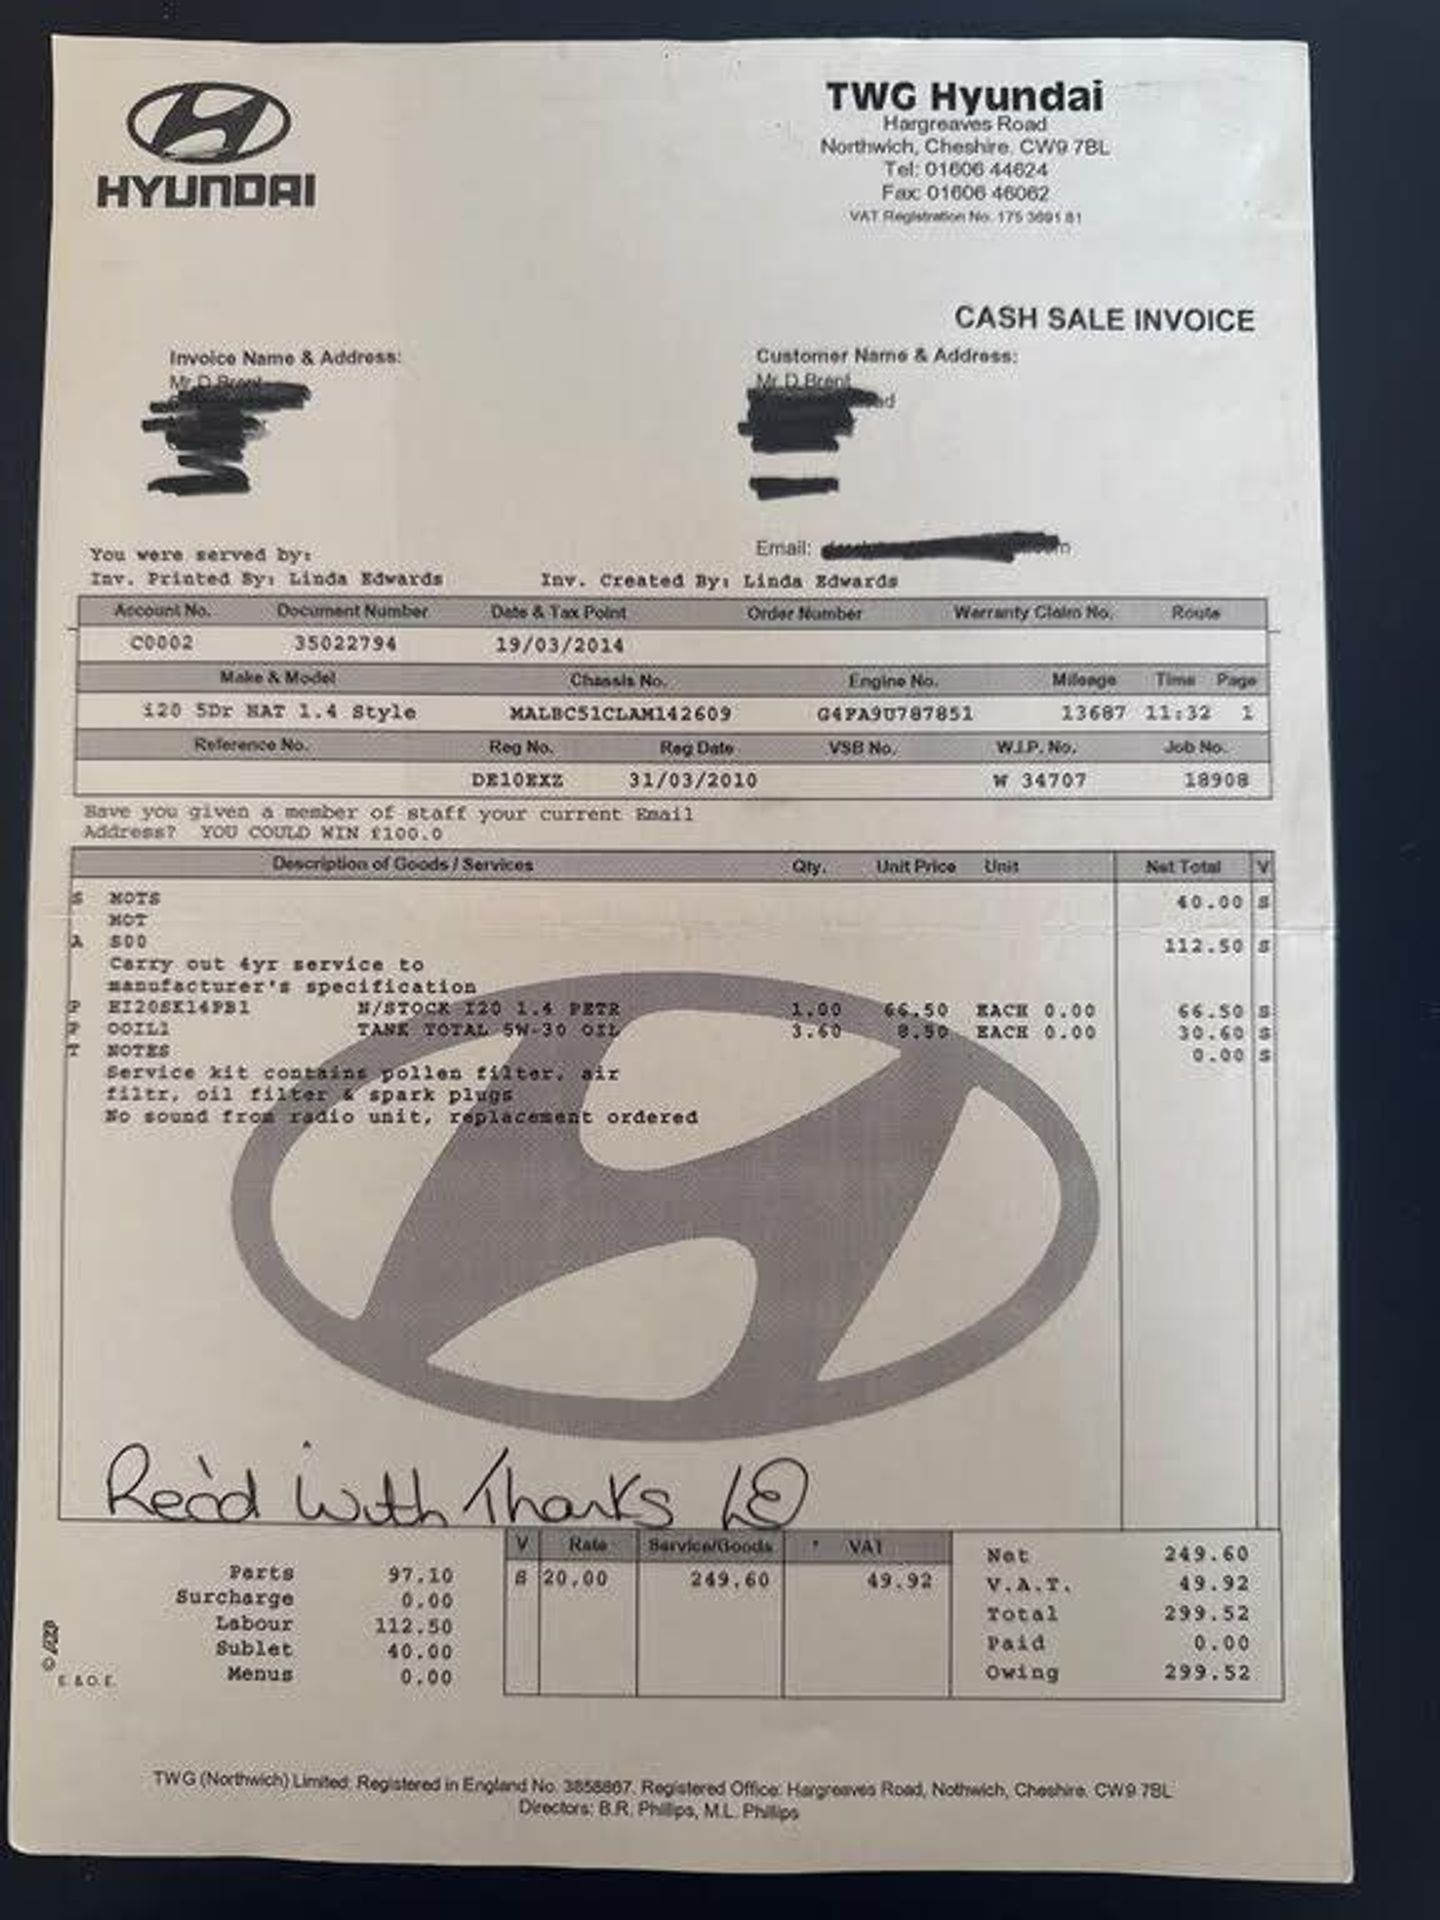 HYUNDAI
TWG Hyundai
Hargreaves Road
Northwich, Cheshire. CW9 7BL
Tel: 01606 44624
Fax: 01606 46062
VAT Registration No. 175 3691 81
CASH SALE INVOICE
Invoice Name & Address:
Mr D Brent
Customer Name & Address:
Mr D Brent
Email:
You were served by:
Inv. Printed By: Linda Edwards Inv. Created By: Linda Edwards
Account No. Document Number Date & Tax Point Order Number Warranty Claim No. Route
C0002 35022794 19/03/2014
Make & Model Chassis No. Engine No. Mileage Time Page
i20 5Dr HAT 1.4 Style MALBC51CLAM142609 G4FA9U787851 13687 11:32 1
Reference No. Reg No. Reg Date VSB No. W.I.P. No. Job No.
DE10EXZ 31/03/2010 W 34707 18908
Have you given a member of staff your current Email
Address? YOU COULD WIN £100.0
Description of Goods / Services Qty. Unit Price Unit Net Total V
S MOTS 40.00 S
MOT
A S00 112.50 S
Carry out 4yr service to
manufacturer's specification
P HI20SK14PB1 N/STOCK I20 1.4 PETR 1.00 66.50 EACH 0.00 66.50 S
P OOIL1 TANK TOTAL 5W-30 OIL 3.60 8.50 EACH 0.00 30.60 S
T NOTES 0.00 S
Service kit contains pollen filter, air
filtr, oil filter & spark plugs
No sound from radio unit, replacement ordered
Rec'd With Thanks LE
V Rate Service/Goods VAT
S 20.00 249.60 49.92
Parts 97.10
Surcharge 0.00
Labour 112.50
Sublet 40.00
Menus 0.00
Net 249.60
V.A.T. 49.92
Total 299.52
Paid 0.00
Owing 299.52
E. & O. E.
TWG (Northwich) Limited. Registered in England No. 3858867. Registered Office: Hargreaves Road, Nothwich, Cheshire. CW9 7BL
Directors: B.R. Phillips, M.L. Phillips